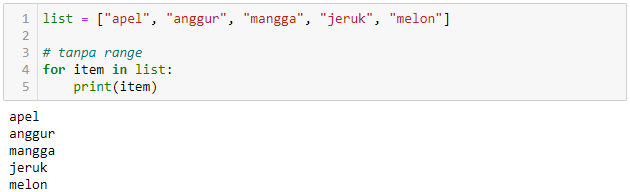 1 list = ["apel", "anggur", "mangga", "jeruk", "melon"]
2
3 # tanpa range
4 for item in list:
5     print(item)
apel
anggur
mangga
jeruk
melon